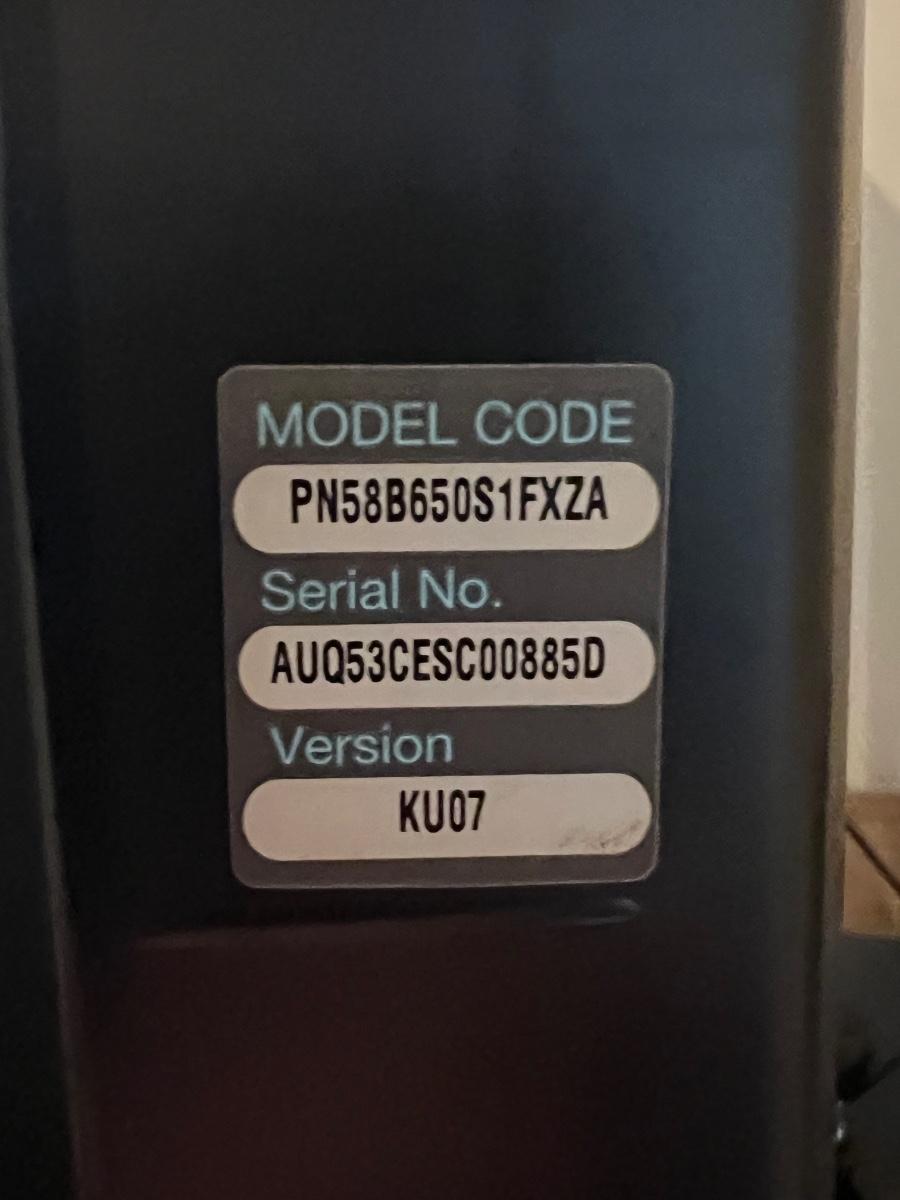 MODEL CODE
PN58B650S1FXZA
Serial No.
AUQ53CESC00885D
Version
KU07